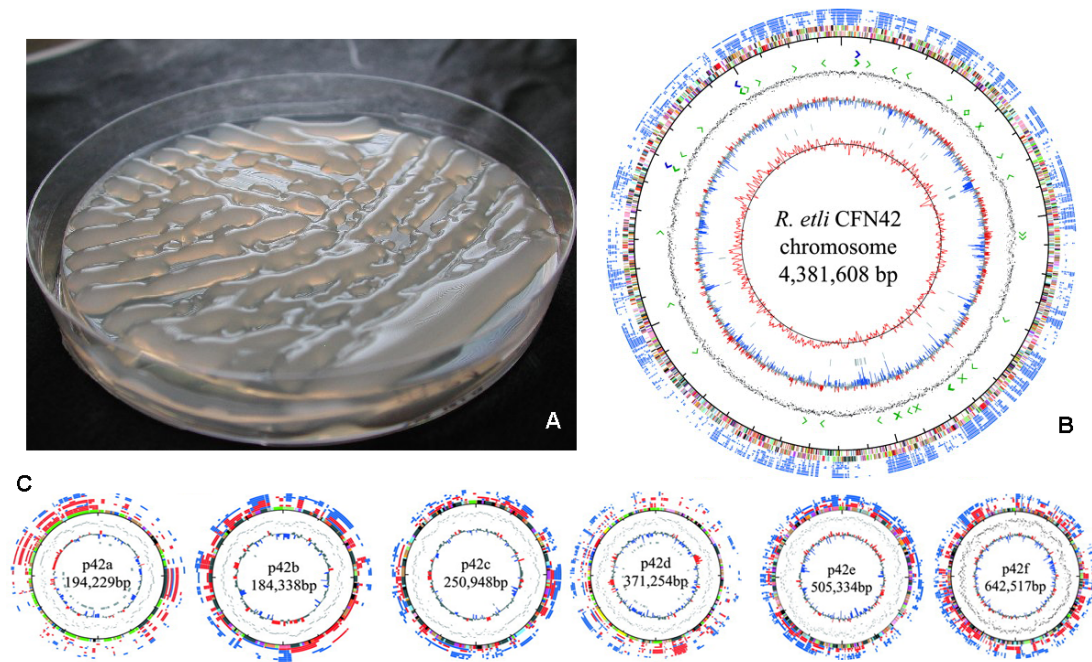 A
R. etli CFN42
chromosome
4,381,608 bp
B
C
p42a
194,229bp
p42b
184,338bp
p42c
250,948bp
p42d
371,254bp
p42e
505,334bp
p42f
642,517bp